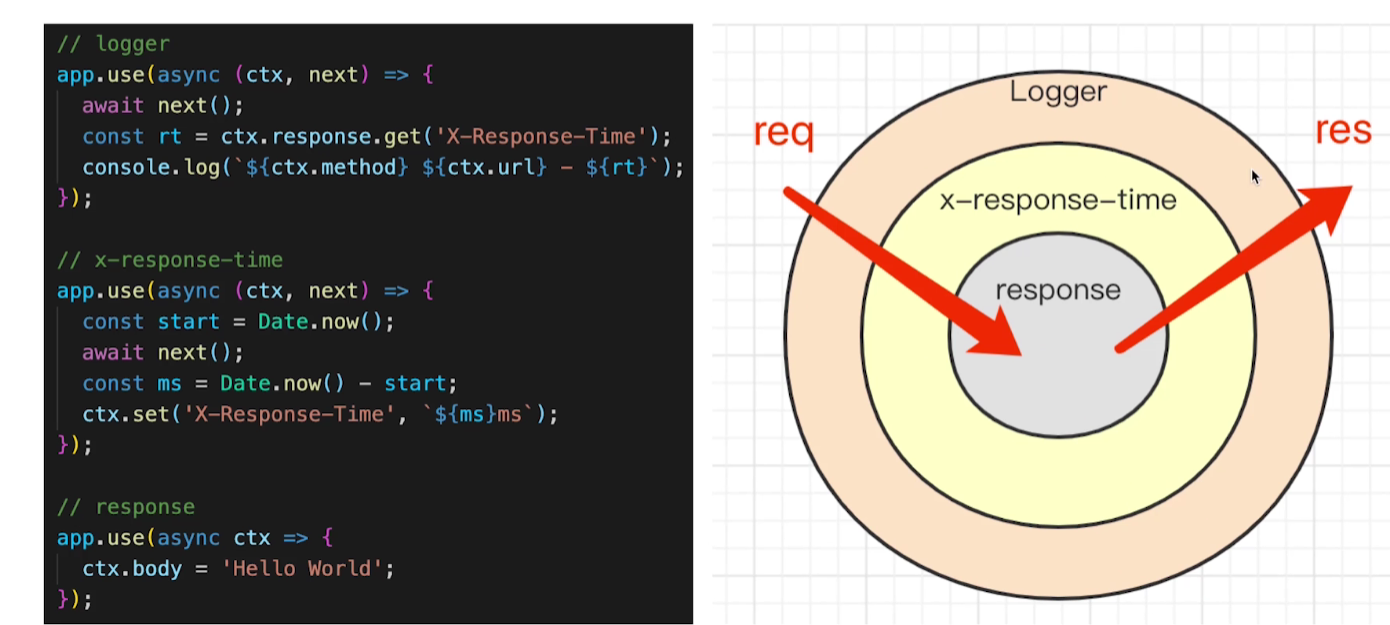 // logger
app.use(async (ctx, next) => {
  await next();
  const rt = ctx.response.get('X-Response-Time');
  console.log(`${ctx.method} ${ctx.url} - ${rt}`);
});
// x-response-time
app.use(async (ctx, next) => {
  const start = Date.now();
  await next();
  const ms = Date.now() - start;
  ctx.set('X-Response-Time', `${ms}ms`);
});
// response
app.use(async ctx => {
  ctx.body = 'Hello World';
});
Logger
req
res
x-response-time
response